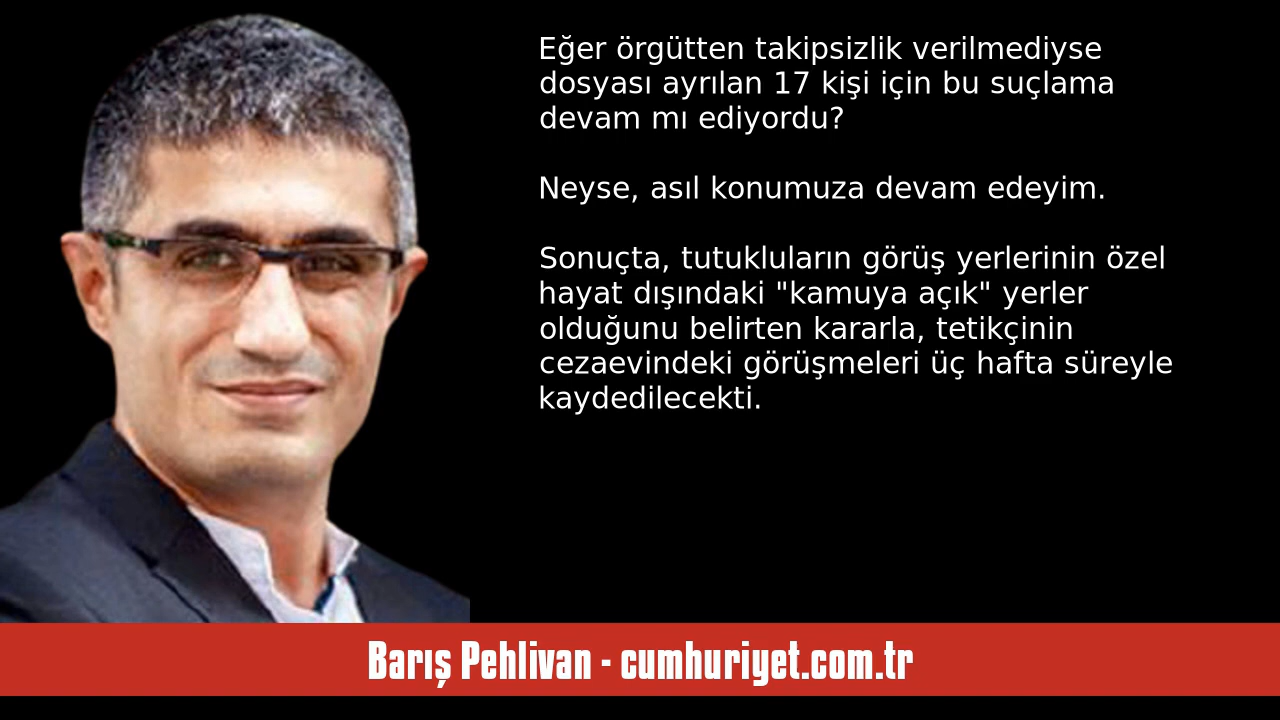 Eğer örgütten takipsizlik verilmediyse
dosyası ayrılan 17 kişi için bu suçlama
devam mı ediyordu?
Neyse, asıl konumuza devam edeyim.
Sonuçta, tutukluların görüş yerlerinin özel
hayat dışındaki "kamuya açık" yerler
olduğunu belirten kararla, tetikçinin
cezaevindeki görüşmeleri üç hafta süreyle
kaydedilecekti.
Barış Pehlivan - cumhuriyet.com.tr